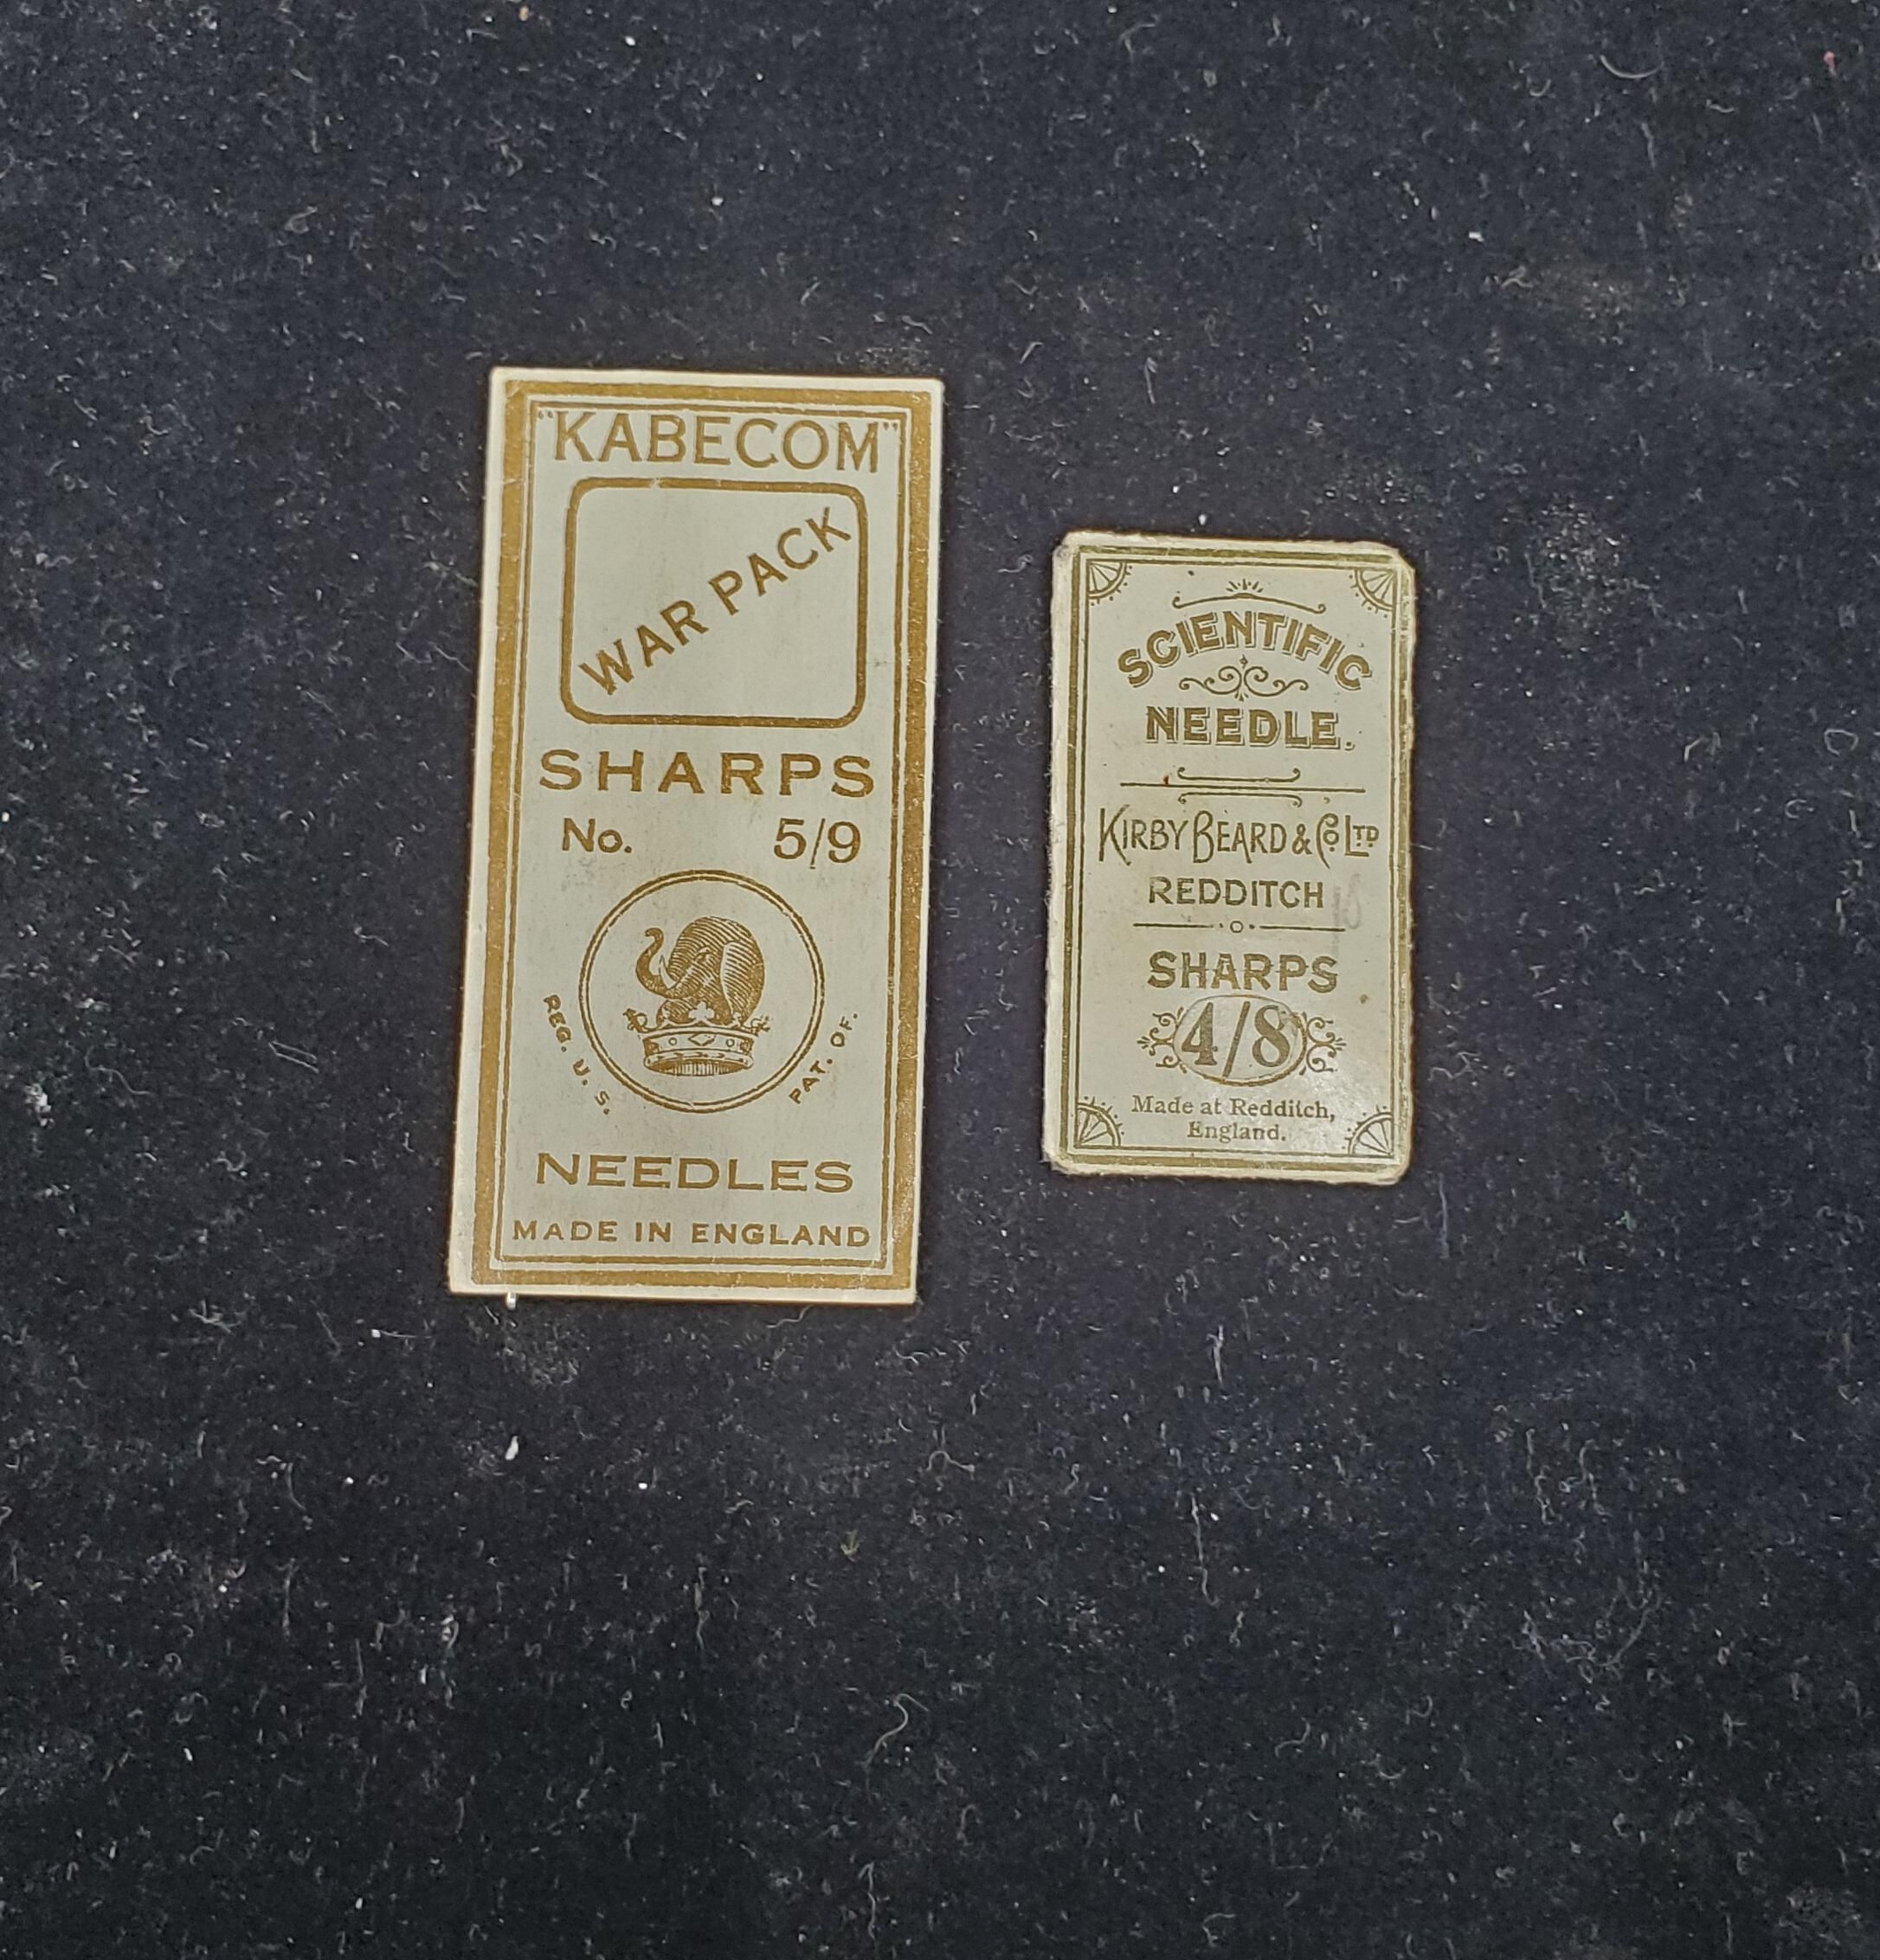 "KABECOM"
WAR PACK
SHARPS
No. 5/9
REG. U. S. PAT. OF.
NEEDLES
MADE IN ENGLAND
SCIENTIFIC
NEEDLE.
KIRBY BEARD & Co LTD
REDDITCH
SHARPS
4/8
Made at Redditch,
England.